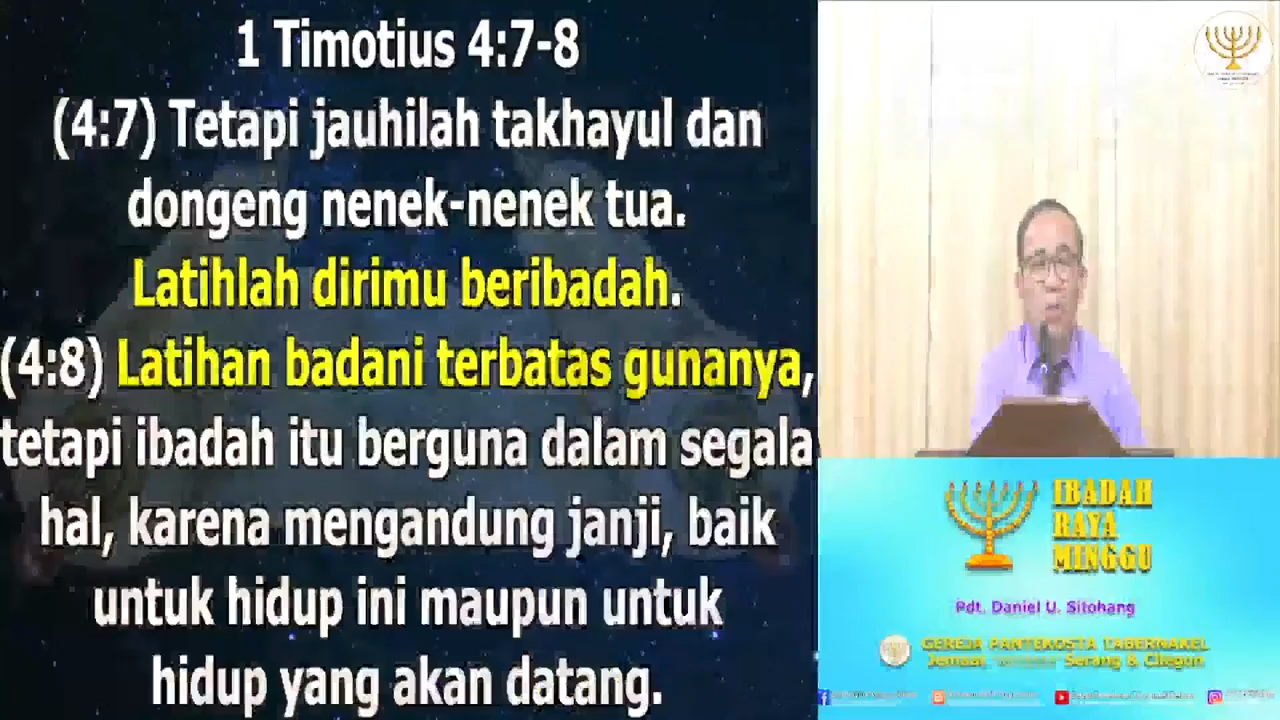 1 Timotius 4:7-8
(4:7) Tetapi jauhilah takhayul dan
dongeng nenek-nenek tua.
Latihlah dirimu beribadah.
(4:8) Latihan badani terbatas gunanya,
tetapi ibadah itu berguna dalam segala
hal, karena mengandung janji, baik
untuk hidup ini maupun untuk
hidup yang akan datang.
IBADAH
RAYA
MINGGU
Pdt. Daniel U. Sitohang
GEREJA PANTEKOSTA TABERNAKEL
Jemaat Serang & Cilegon